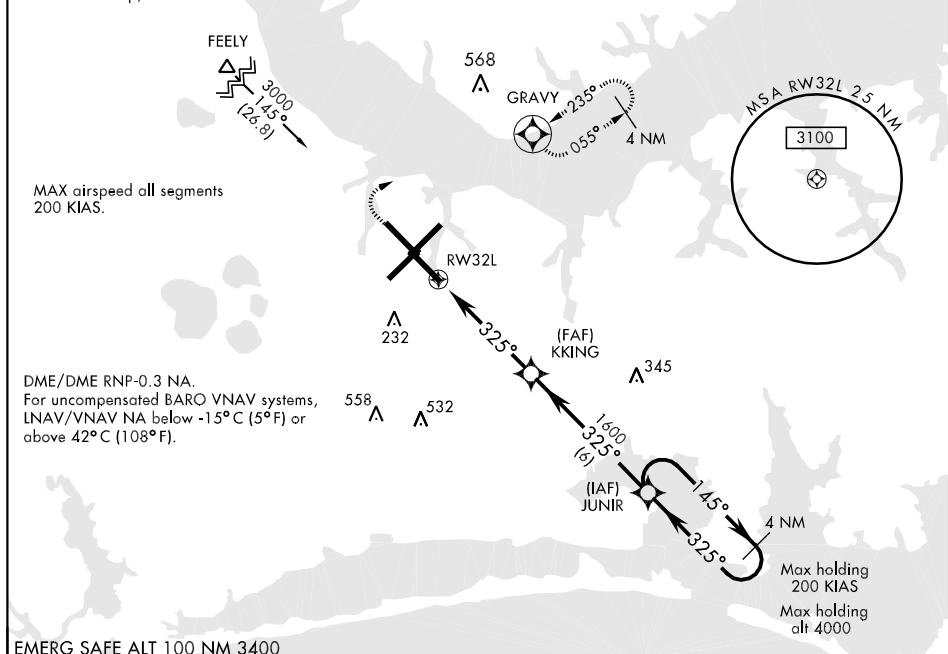 FEELY
3000
145°
(26.8)
568
GRAVY
235°
055°
4 NM
MSA RW32L 25 NM
3100
MAX airspeed all segments
200 KIAS.
RW32L
325°
232
(FAF)
KKING
345
DME/DME RNP-0.3 NA.
For uncompensated BARO VNAV systems,
LNAV/VNAV NA below -15°C (5°F) or
above 42°C (108°F).
558
532
1600
325°
(6)
(IAF)
JUNIR
145°
325°
4 NM
Max holding
200 KIAS
Max holding
alt 4000
EMERG SAFE ALT 100 NM 3400